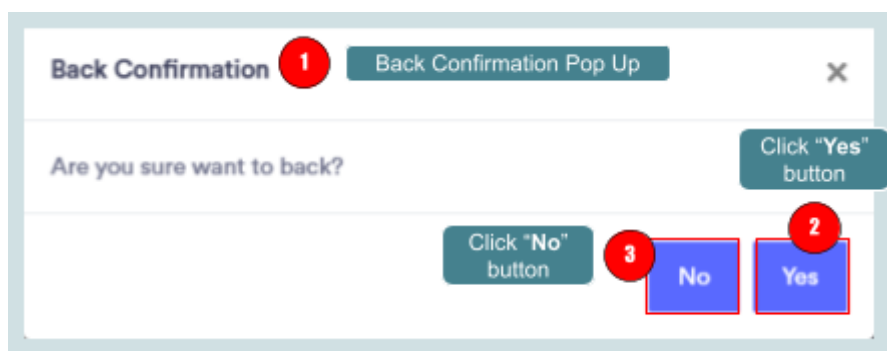 Back Confirmation 1 Back Confirmation Pop Up ×
Are you sure want to back?
Click “Yes”
button
2
Click “No”
button
3
No Yes